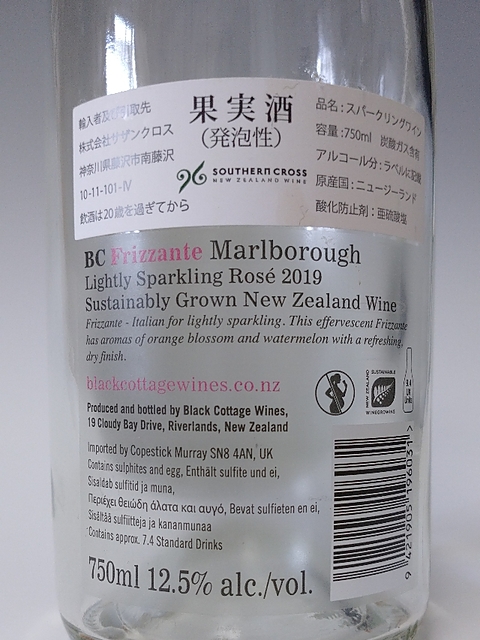 果実酒
(発泡性)
輸入者及び引取先
株式会社サザンクロス
神奈川県藤沢市南藤沢
10-11-101-Ⅳ
飲酒は20歳を過ぎてから
SOUTHERN CROSS
NEW ZEALAND WINE
品名:スパークリングワイン
容量:750ml 炭酸ガス含有
アルコール分:ラベルに記載
原産国:ニュージーランド
酸化防止剤:亜硫酸塩
BC Frizzante Marlborough
Lightly Sparkling Rosé 2019
Sustainably Grown New Zealand Wine
Frizzante - Italian for lightly sparkling. This effervescent Frizzante
has aromas of orange blossom and watermelon with a refreshing,
dry finish.
blackcottagewines.co.nz
Produced and bottled by Black Cottage Wines,
19 Cloudy Bay Drive, Riverlands, New Zealand
NEW ZEALAND
SUSTAINABLE
WINEGROWING
Imported by Copestick Murray SN8 4AN, UK
Contains sulphites and egg, Enthält sulfite und ei,
Sisaldab sulfitid ja muna,
Περιέχει θειώδη άλατα και αυγό, Bevat sulfieten en ei,
Sisältää sulfiitteja ja kananmunaa
Contains approx. 7.4 Standard Drinks
750ml 12.5% alc./vol.
9 421905 196031 >